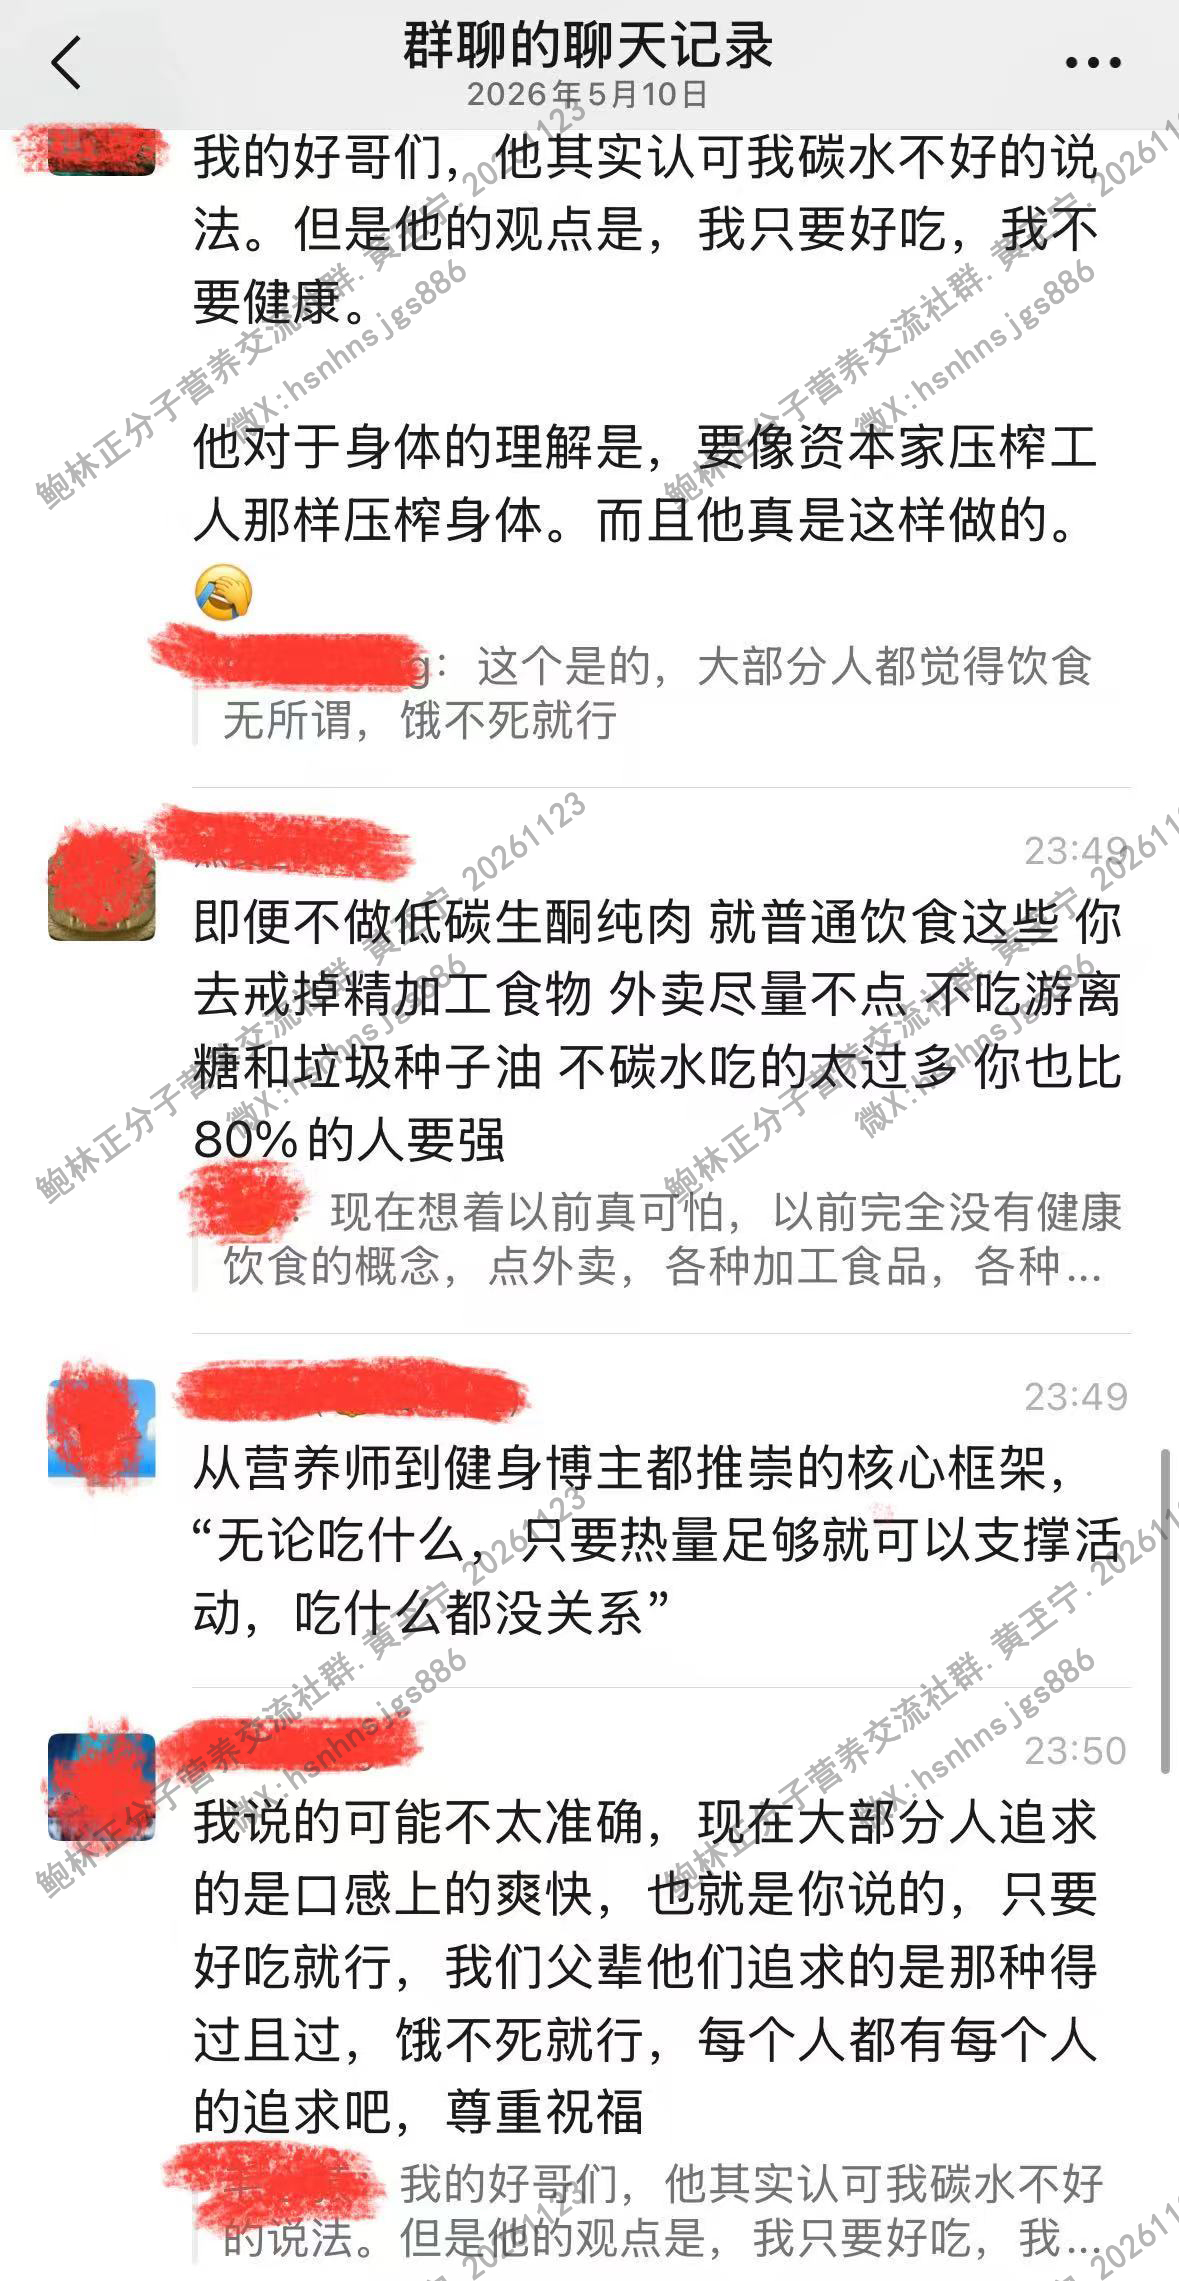 群聊的聊天记录
2026年5月10日
我的好哥们，他其实认可我碳水不好的说
法。但是他的观点是，我只要好吃，我不
要健康。
他对于身体的理解是，要像资本家压榨工
人那样压榨身体。而且他真是这样做的。
g：这个是的，大部分人都觉得饮食
无所谓，饿不死就行
23:49
即便不做低碳生酮纯肉 就普通饮食这些 你
去戒掉精加工食物 外卖尽量不点 不吃游离
糖和垃圾种子油 不碳水吃的太过多 你也比
80%的人要强
现在想着以前真可怕，以前完全没有健康
饮食的概念，点外卖，各种加工食品，各种...
23:49
从营养师到健身博主都推崇的核心框架，
“无论吃什么，只要热量足够就可以支撑活
动，吃什么都没关系”
23:50
我说的可能不太准确，现在大部分人追求
的是口感上的爽快，也就是你说的，只要
好吃就行，我们父辈他们追求的是那种得
过且过，饿不死就行，每个人都有每个人
的追求吧，尊重祝福
我的好哥们，他其实认可我碳水不好
的说法。但是他的观点是，我只要好吃，我...
鲍林正分子营养交流社群. 黄玉宁. 20261123
微X:hsnhnsjgs886